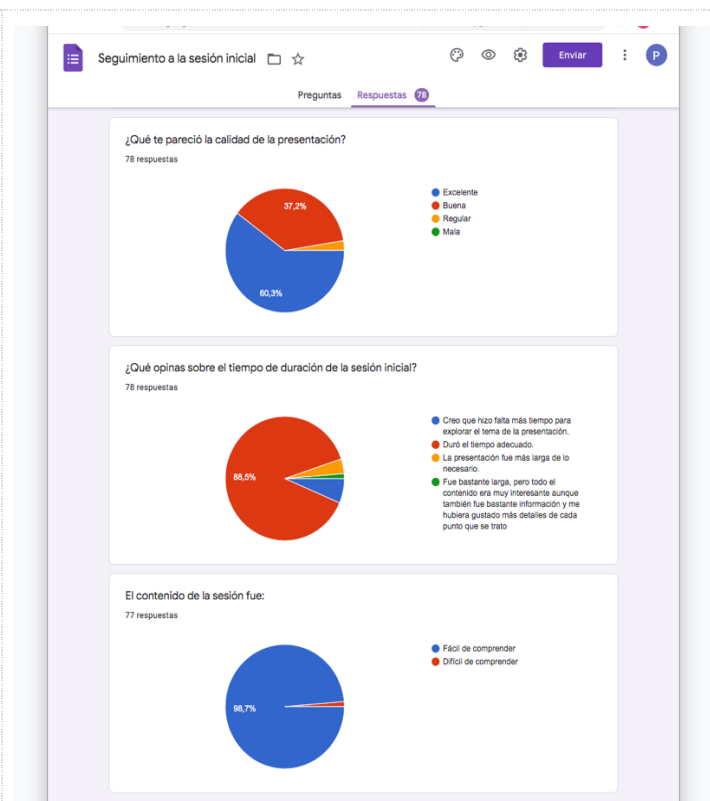 Seguimiento a la sesión inicial
Enviar
P
Preguntas
Respuestas 78
¿Qué te pareció la calidad de la presentación?
78 respuestas
37,2%
60,3%
Excelente
Buena
Regular
Mala
¿Qué opinas sobre el tiempo de duración de la sesión inicial?
78 respuestas
88,5%
Creo que hizo falta más tiempo para
explorar el tema de la presentación.
Duró el tiempo adecuado.
La presentación fue más larga de lo
necesario.
Fue bastante larga, pero todo el
contenido era muy interesante aunque
también fue bastante información y me
hubiera gustado más detalles de cada
punto que se trato
El contenido de la sesión fue:
77 respuestas
98,7%
Fácil de comprender
Difícil de comprender